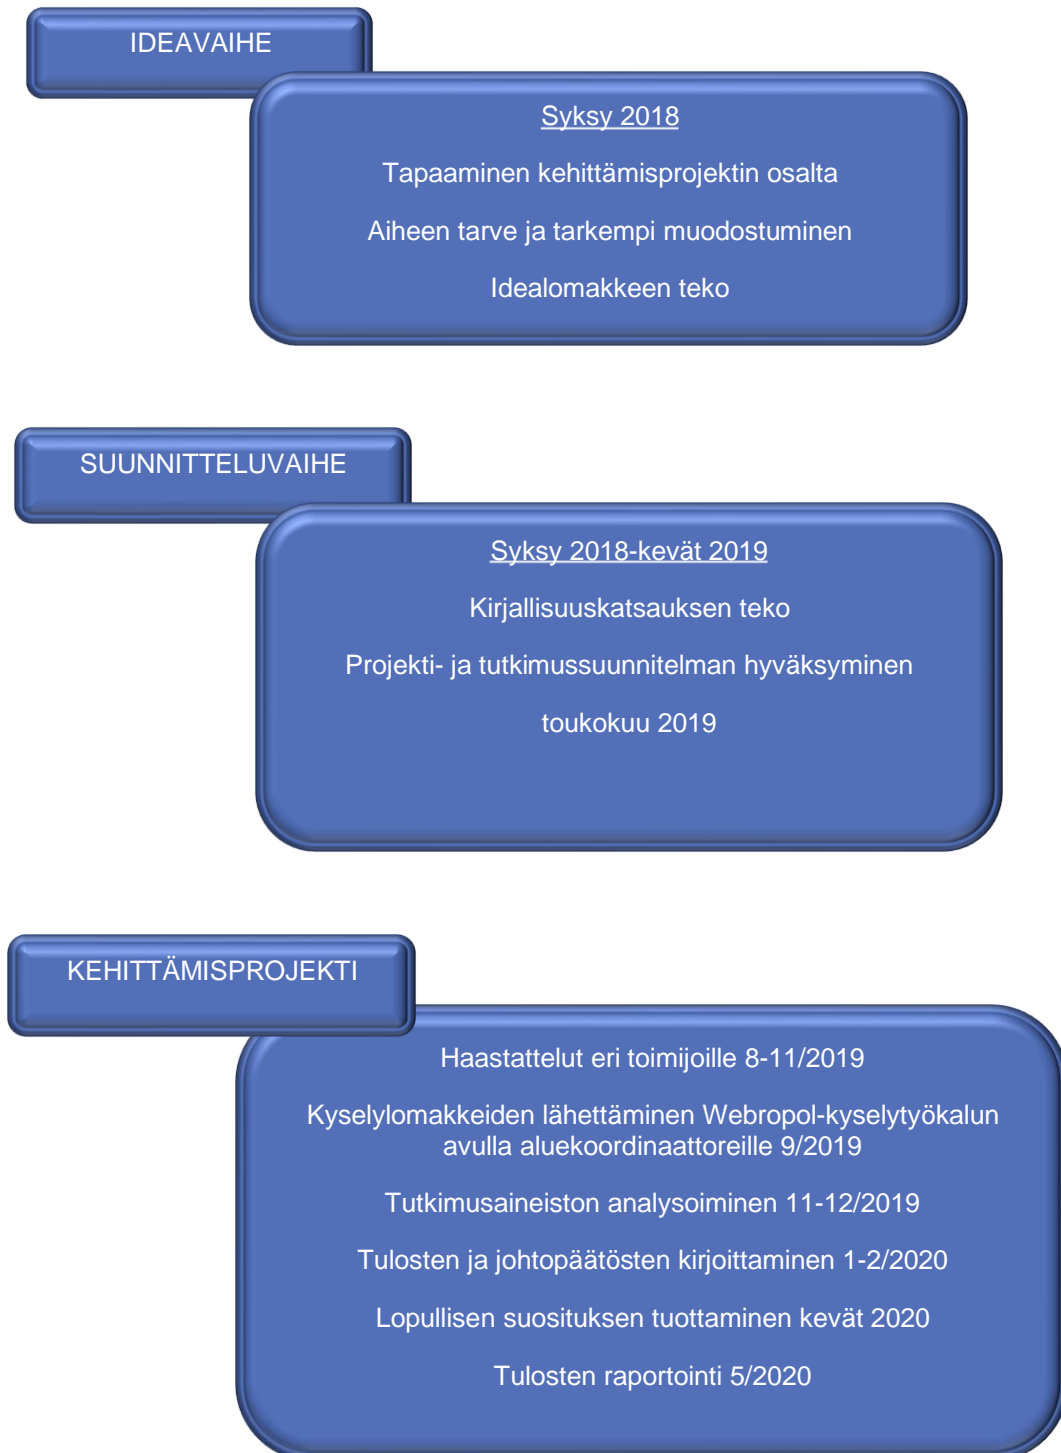 IDEAVAIHE
Syksy 2018
Tapaaminen kehittämisprojektin osalta
Aiheen tarve ja tarkempi muodostuminen
Idealomakkeen teko
SUUNNITTELUVAIHE
Syksy 2018-kevät 2019
Kirjallisuuskatsauksen teko
Projekti- ja tutkimussuunnitelman hyväksyminen
toukokuu 2019
KEHITTÄMISPROJEKTI
Haastattelut eri toimijoille 8-11/2019
Kyselylomakkeiden lähettäminen Webropol-kyselytyökalun
avulla aluekoordinaattoreille 9/2019
Tutkimusaineiston analysoiminen 11-12/2019
Tulosten ja johtopäätösten kirjoittaminen 1-2/2020
Lopullisen suosituksen tuottaminen kevät 2020
Tulosten raportointi 5/2020